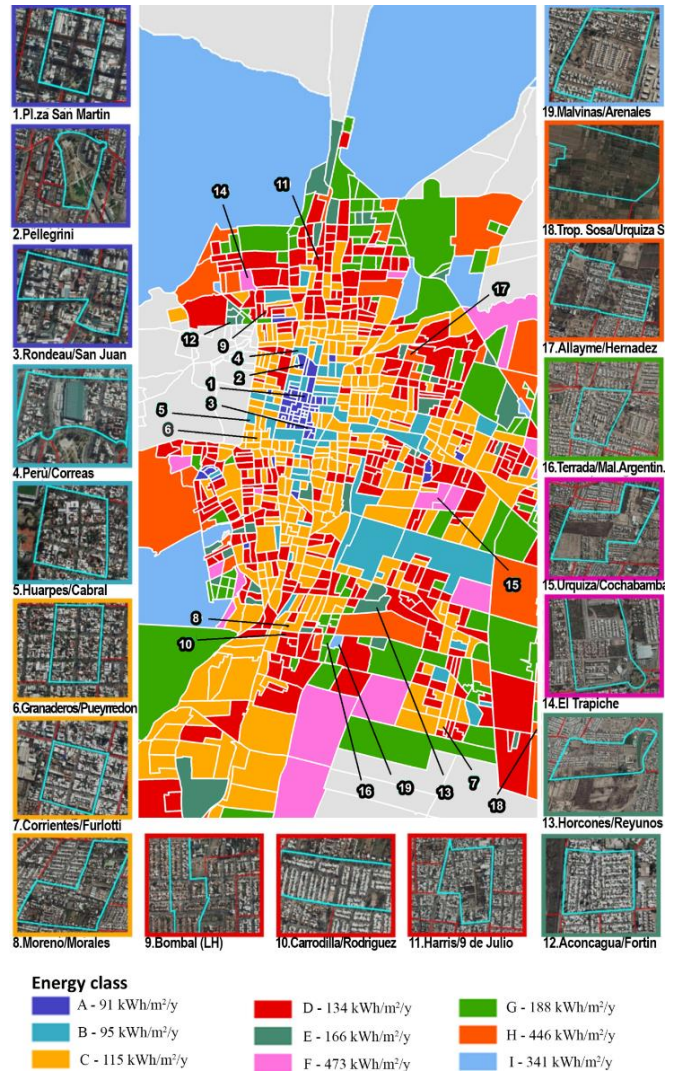 1.Pl.za San Martin
2.Pellegrini
3.Rondeau/San Juan
4.Perú/Correas
5.Huarpes/Cabral
6.Granaderos/Pueyrredon
7.Corrientes/Furlotti
8.Moreno/Morales
9.Bombal (LH)
10.Carrodilla/Rodriguez
11.Harris/9 de Julio
12.Aconcagua/Fortin
13.Horcones/Reyunos
14.El Trapiche
15.Urquiza/Cochabamba
16.Terrada/Mal.Argentin.
17.Allayme/Hernadez
18.Trop. Sosa/Urquiza S
19.Malvinas/Arenales
14
11
17
12
9
4
2
1
5
3
6
15
8
10
16
19
13
7
18
Energy class
A - 91 kWh/m²/y
B - 95 kWh/m²/y
C - 115 kWh/m²/y
D - 134 kWh/m²/y
E - 166 kWh/m²/y
F - 473 kWh/m²/y
G - 188 kWh/m²/y
H - 446 kWh/m²/y
I - 341 kWh/m²/y